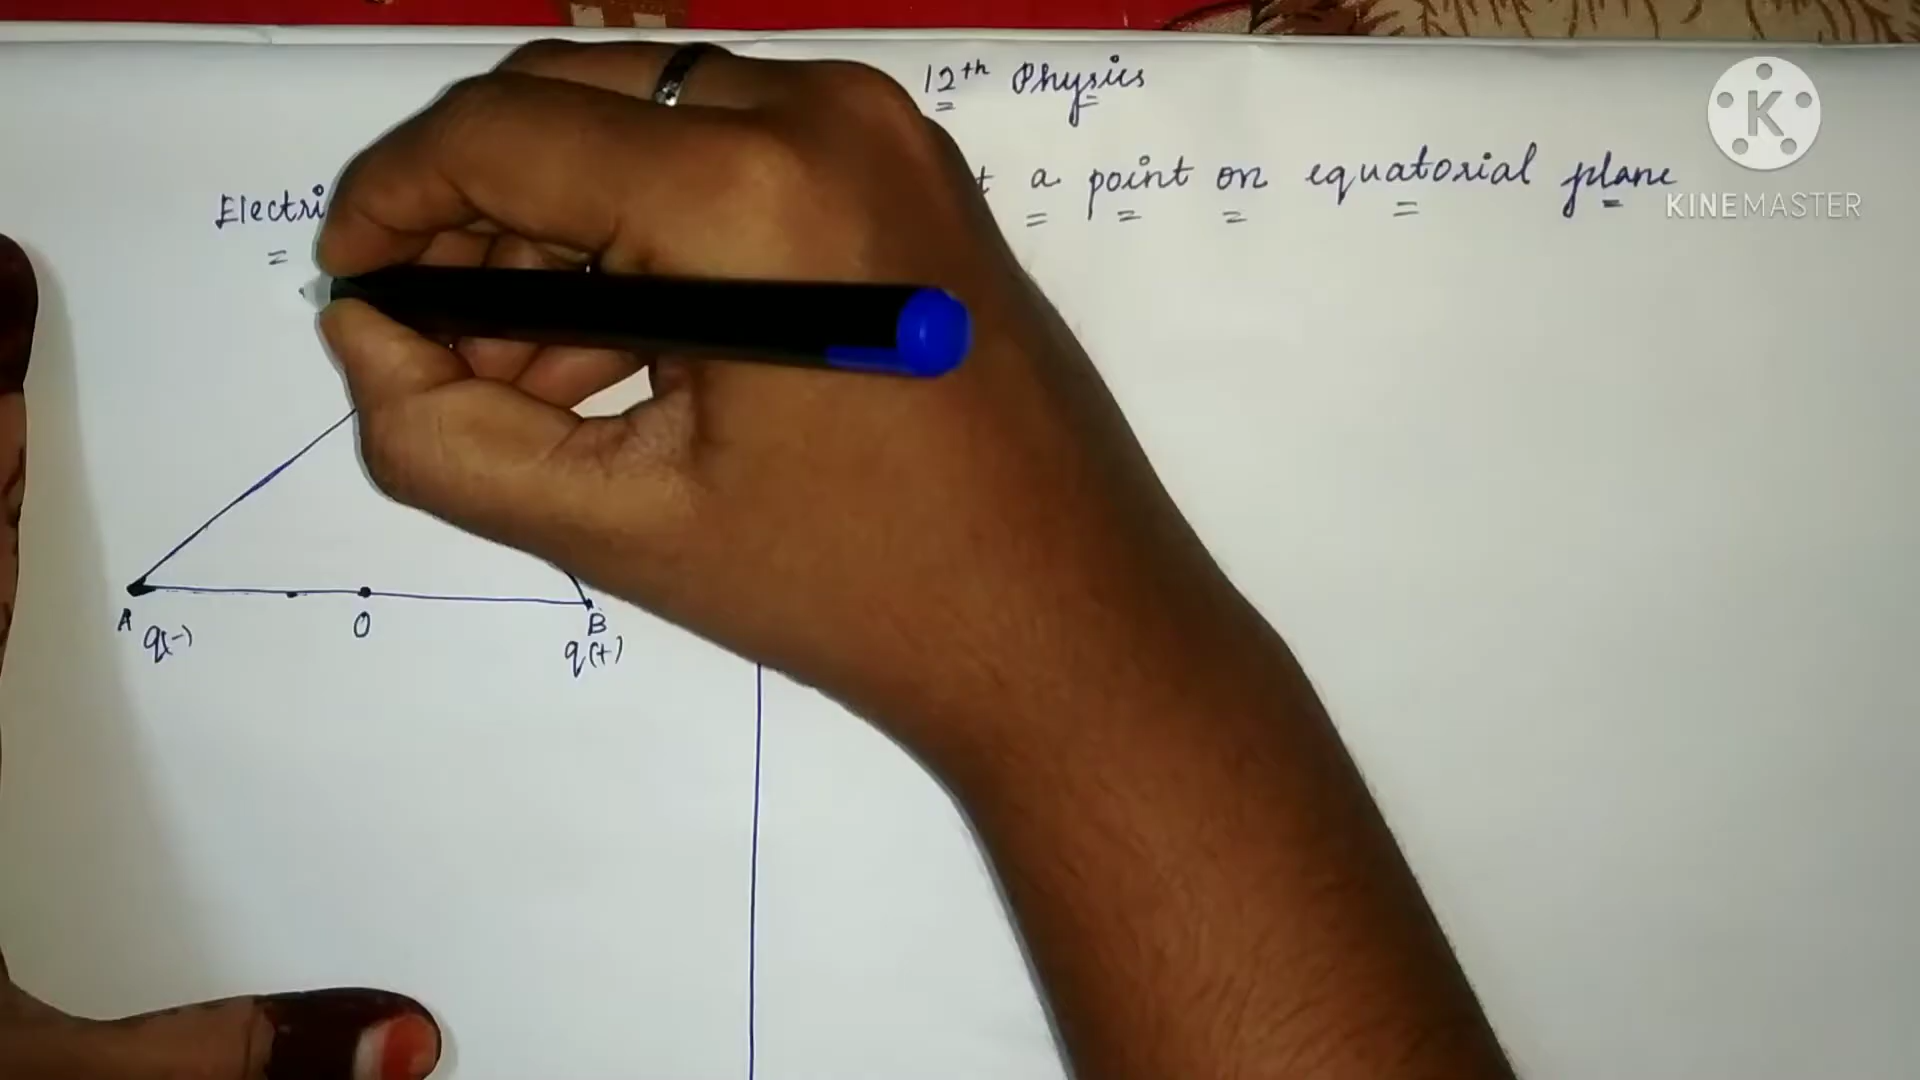 12th Physics
Electri
a point on equatorial plane
A
q(-)
O
B
q(+)
K
KINEMASTER